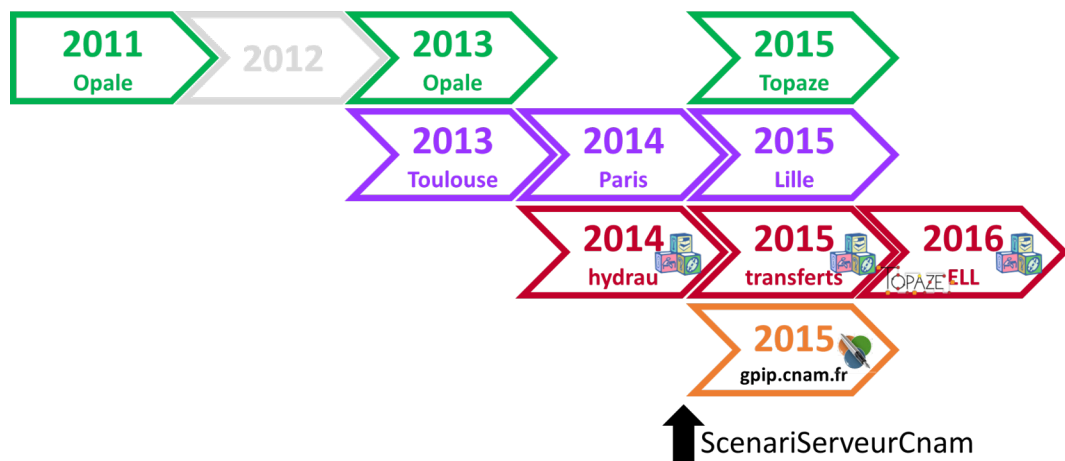 2011
Opale
2012
2013
Opale
2015
Topaze
2013
Toulouse
2014
Paris
2015
Lille
2014
hydrau
2015
transferts
2016
TOPAZE
ELL
2015
gpip.cnam.fr
ScenariServeurCnam